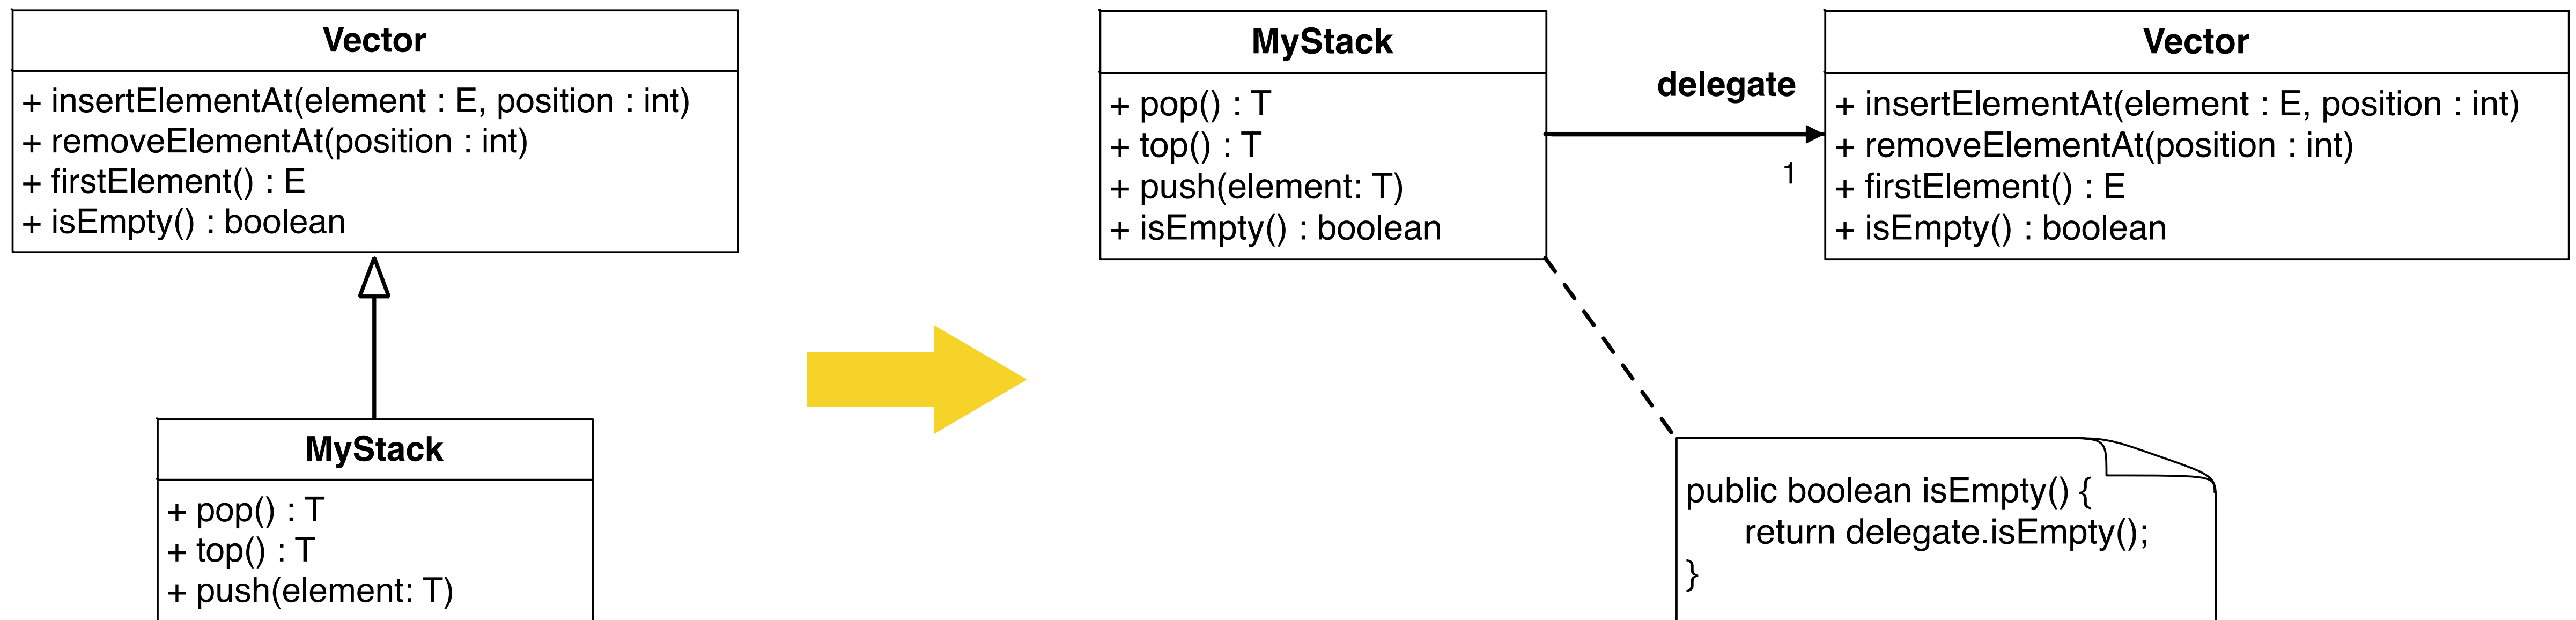 Vector
+ insertElementAt(element : E, position : int)
+ removeElementAt(position : int)
+ firstElement() : E
+ isEmpty() : boolean
MyStack
+ pop() : T
+ top() : T
+ push(element: T)
MyStack
+ pop() : T
+ top() : T
+ push(element: T)
+ isEmpty() : boolean
delegate
1
Vector
+ insertElementAt(element : E, position : int)
+ removeElementAt(position : int)
+ firstElement() : E
+ isEmpty() : boolean
public boolean isEmpty() {
return delegate.isEmpty();
}